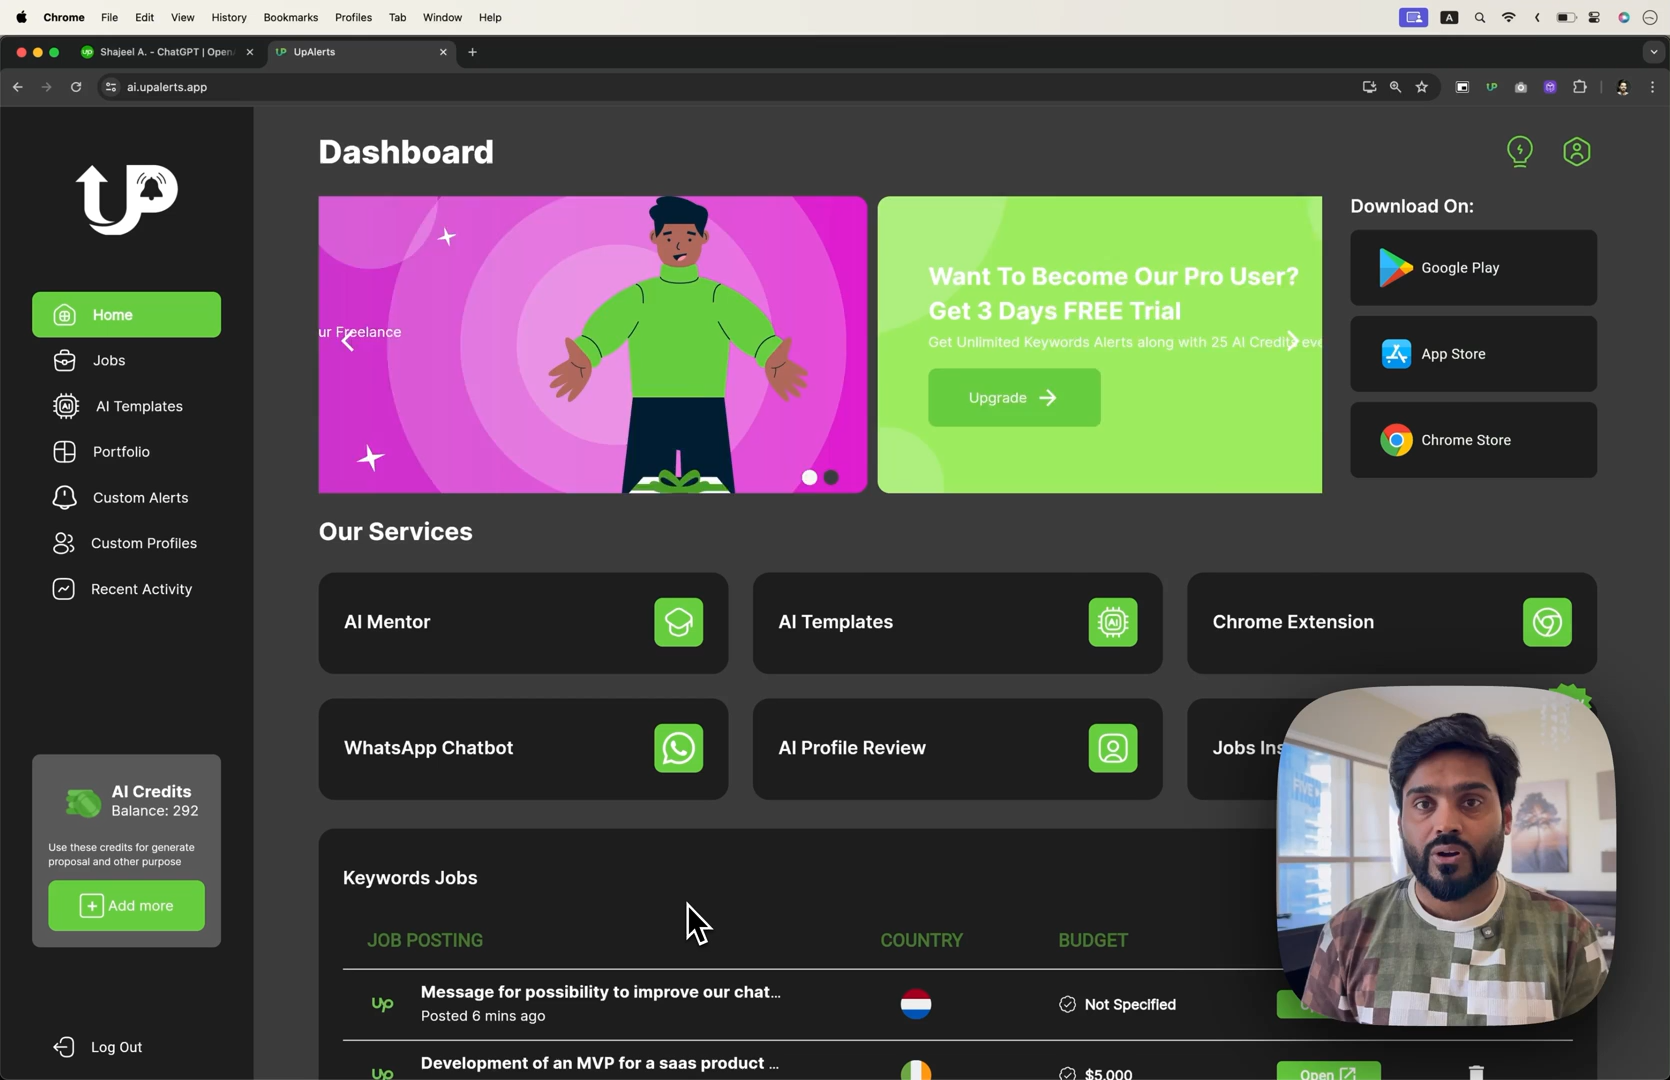 Chrome File Edit View History Bookmarks Profiles Tab Window Help
A
Shajeel A. - ChatGPT | Open
UpAlerts
ai.upalerts.app
UP
Dashboard
Home
Jobs
AI Templates
Portfolio
Custom Alerts
Custom Profiles
Recent Activity
AI Credits
Balance: 292
Use these credits for generate
proposal and other purpose
Add more
Log Out
ur Freelance
Want To Become Our Pro User?
Get 3 Days FREE Trial
Get Unlimited Keywords Alerts along with 25 AI Credits eve
Upgrade
Download On:
Google Play
App Store
Chrome Store
Our Services
AI Mentor
AI Templates
AI
Chrome Extension
WhatsApp Chatbot
AI Profile Review
Jobs Ins
Keywords Jobs
JOB POSTING COUNTRY BUDGET
Up Message for possibility to improve our chat... Not Specified
Posted 6 mins ago
Up Development of an MVP for a saas product ... $5,000 Open